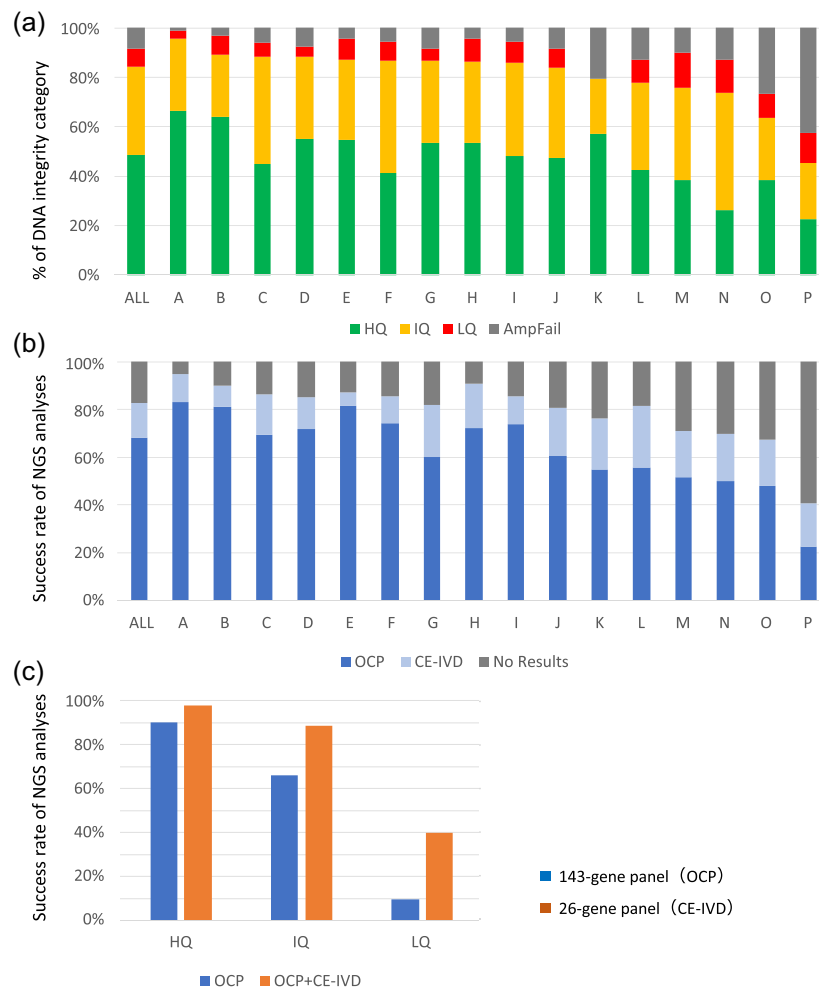 (a)
% of DNA integrity category
100%
80%
60%
40%
20%
0%
ALL A B C D E F G H I J K L M N O P
HQ IQ LQ AmpFail
(b)
Success rate of NGS analyses
100%
80%
60%
40%
20%
0%
ALL A B C D E F G H I J K L M N O P
OCP CE-IVD No Results
(c)
Success rate of NGS analyses
100%
80%
60%
40%
20%
0%
HQ IQ LQ
OCP OCP+CE-IVD
143-gene panel（OCP）
26-gene panel（CE-IVD）